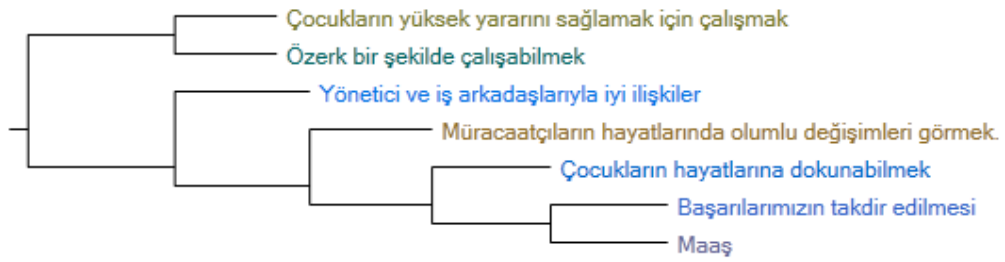 Çocukların yüksek yararını sağlamak için çalışmak
Özerk bir şekilde çalışabilmek
Yönetici ve iş arkadaşlarıyla iyi ilişkiler
Müracaatçıların hayatlarında olumlu değişimleri görmek.
Çocukların hayatlarına dokunabilmek
Başarılarımızın takdir edilmesi
Maaş